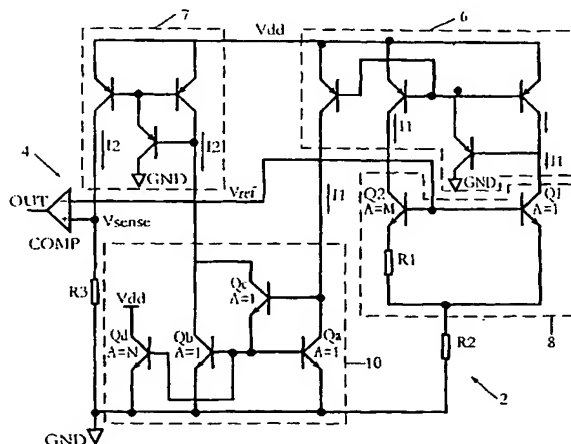 7
Vdd
6
I2
I2
I1
I1
I1
4
GND
GND
Vref
OUT
Vsense
COMP
Q2
A=M
Q1
A=1
R1
R3
Vdd
Qc
A=1
Qd
A=N
Qb
A=1
Qa
A=1
10
R2
8
2
GND